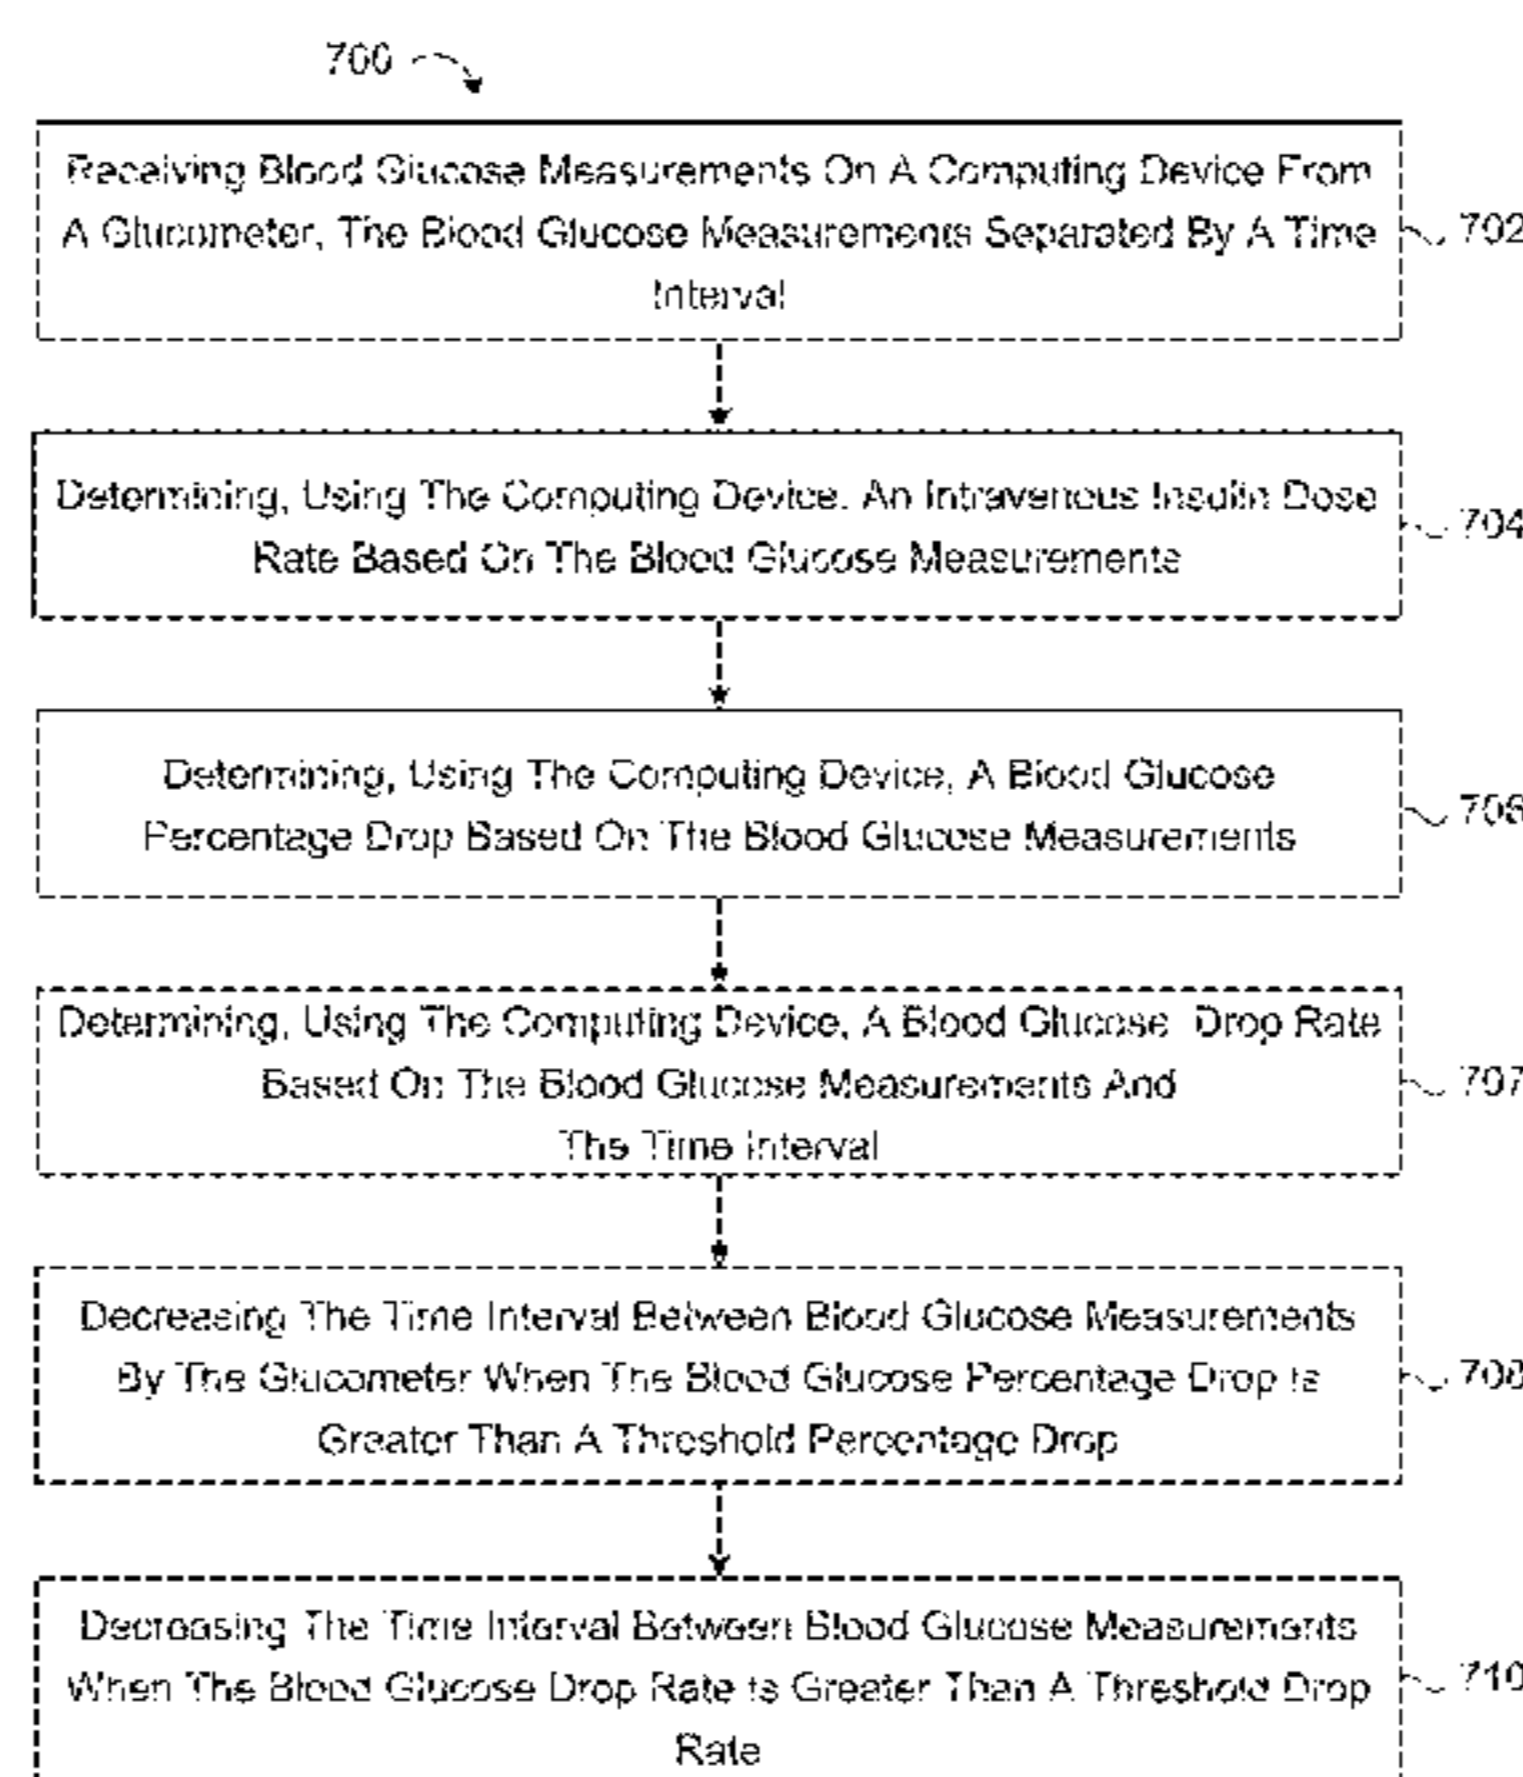 700
Receiving Blood Glucose Measurements On A Computing Device From
A Glucometer, The Blood Glucose Measurements Separated By A Time
Interval
702
Determining, Using The Computing Device, An Intravenous Insulin Dose
Rate Based On The Blood Glucose Measurements
704
Determining, Using The Computing Device, A Blood Glucose
Percentage Drop Based On The Blood Glucose Measurements
706
Determining, Using The Computing Device, A Blood Glucose Drop Rate
Based On The Blood Glucose Measurements And
The Time Interval
707
Decreasing The Time Interval Between Blood Glucose Measurements
By The Glucometer When The Blood Glucose Percentage Drop Is
Greater Than A Threshold Percentage Drop
708
Decreasing The Time Interval Between Blood Glucose Measurements
When The Blood Glucose Drop Rate Is Greater Than A Threshold Drop
Rate
710